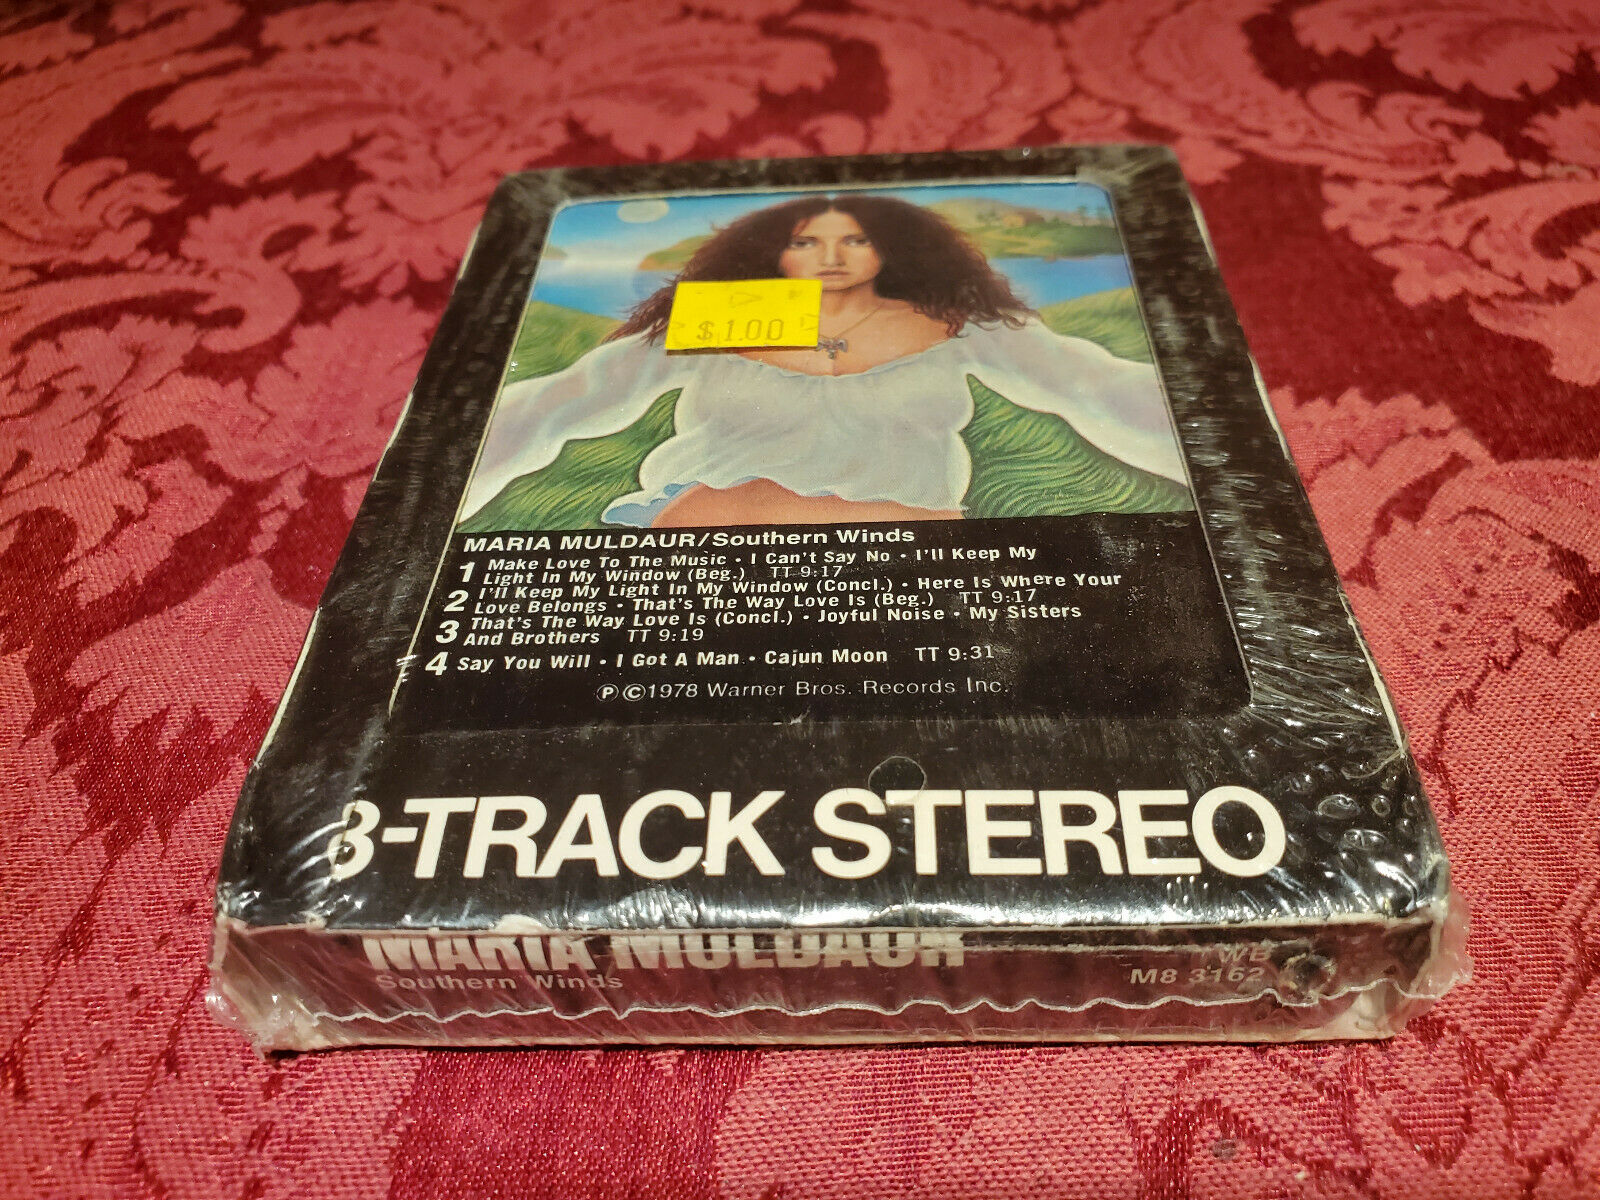 $1.00
MARIA MULDAUR/Southern Winds
1 Make Love To The Music • I Can't Say No • I'll Keep My
Light In My Window (Beg.) TT 9:17
2 I'll Keep My Light In My Window (Concl.) • Here Is Where Your
Love Belongs • That's The Way Love Is (Beg.) TT 9:17
3 That's The Way Love Is (Concl.) • Joyful Noise • My Sisters
And Brothers TT 9:19
4 Say You Will • I Got A Man • Cajun Moon TT 9:31
℗©1978 Warner Bros. Records Inc.
8-TRACK STEREO
MARIA MULDAUR
Southern Winds
WB
M8 3162